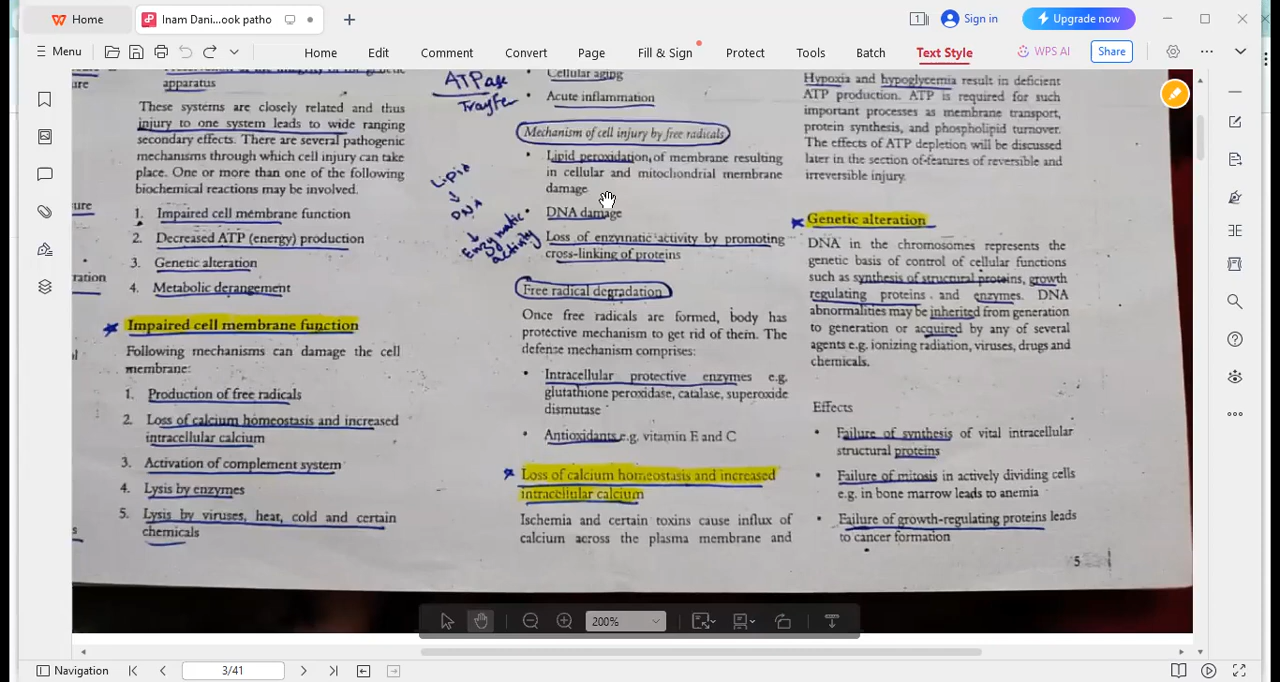 Home
Inam Dani...ook patho
Sign in
Upgrade now
Menu
Home
Edit
Comment
Convert
Page
Fill & Sign
Protect
Tools
Batch
Text Style
WPS AI
Share
ure
apparatus
These systems are closely related and thus
injury to one system leads to wide ranging
secondary effects. There are several pathogenic
mechanisms through which cell injury can take
place. One or more than one of the following
biochemical reactions may be involved.
ure
1. Impaired cell membrane function
2. Decreased ATP (energy) production
3. Genetic alteration
ration
4. Metabolic derangement
Impaired cell membrane function
Following mechanisms can damage the cell
membrane:
1. Production of free radicals
2. Loss of calcium homeostasis and increased
intracellular calcium
3. Activation of complement system
4. Lysis by enzymes
5. Lysis by viruses, heat, cold and certain
chemicals
s
ATPase
Lipid
DNA
Enzymatic
activity
• Cellular aging
• Acute inflammation
Mechanism of cell injury by free radicals
• Lipid peroxidation, of membrane resulting
in cellular and mitochondrial membrane
damage
• DNA damage
• Loss of enzymatic activity by promoting
cross-linking of proteins
Free radical degradation
Once free radicals are formed, body has
protective mechanism to get rid of them. The
defense mechanism comprises:
• Intracellular protective enzymes e.g.
glutathione peroxidase, catalase, superoxide
dismutase
• Antioxidants e.g. vitamin E and C
Loss of calcium homeostasis and increased
intracellular calcium
Ischemia and certain toxins cause influx of
calcium across the plasma membrane and
Hypoxia and hypoglycemia result in deficient
ATP production. ATP is required for such
important processes as membrane transport,
protein synthesis, and phospholipid turnover.
The effects of ATP depletion will be discussed
later in the section of features of reversible and
irreversible injury.
Genetic alteration
DNA in the chromosomes represents the
genetic basis of control of cellular functions
such as synthesis of structural proteins, growth
regulating proteins and enzymes. DNA
abnormalities may be inherited from generation
to generation or acquired by any of several
agents e.g. ionizing radiation, viruses, drugs and
chemicals.
Effects
• Failure of synthesis of vital intracellular
structural proteins
• Failure of mitosis in actively dividing cells
e.g. in bone marrow leads to anemia
• Failure of growth-regulating proteins leads
to cancer formation
5
200%
Navigation
3/41